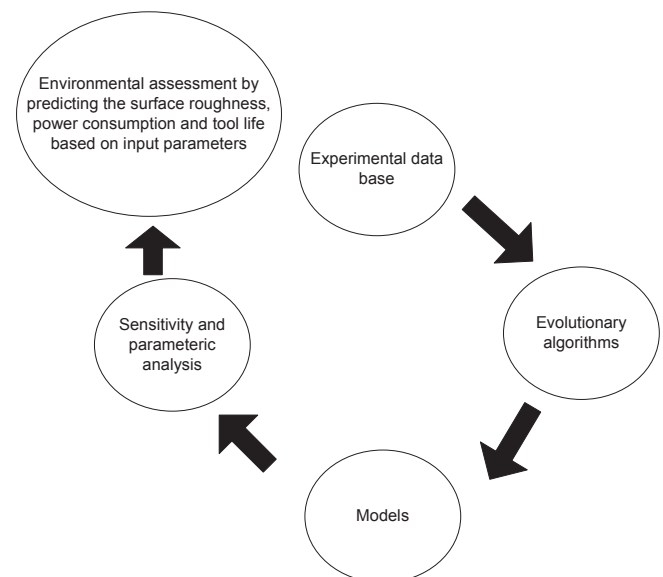 Environmental assessment by
predicting the surface roughness,
power consumption and tool life
based on input parameters
Experimental data
base
Evolutionary
algorithms
Models
Sensitivity and
parameteric
analysis